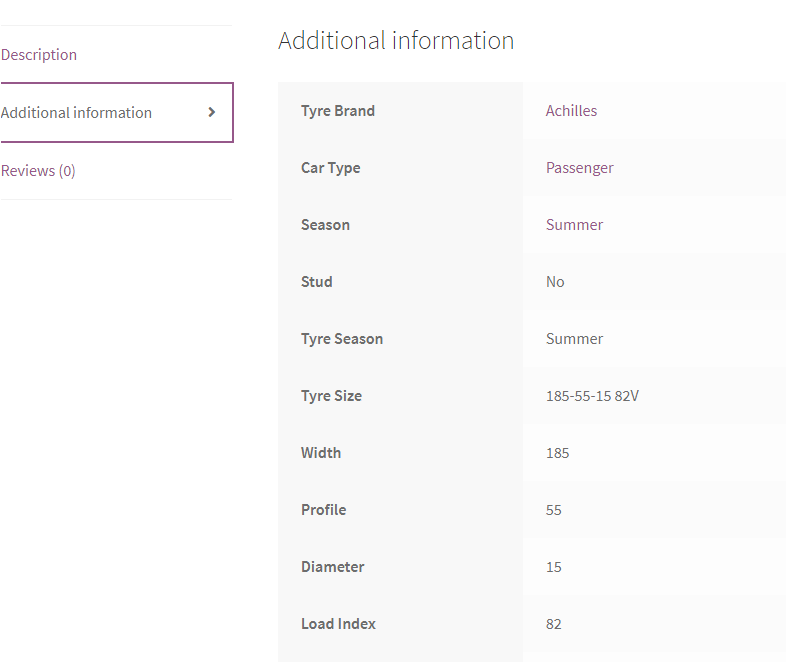 Description
Additional information
Reviews (0)
Additional information
Tyre Brand Achilles
Car Type Passenger
Season Summer
Stud No
Tyre Season Summer
Tyre Size 185-55-15 82V
Width 185
Profile 55
Diameter 15
Load Index 82